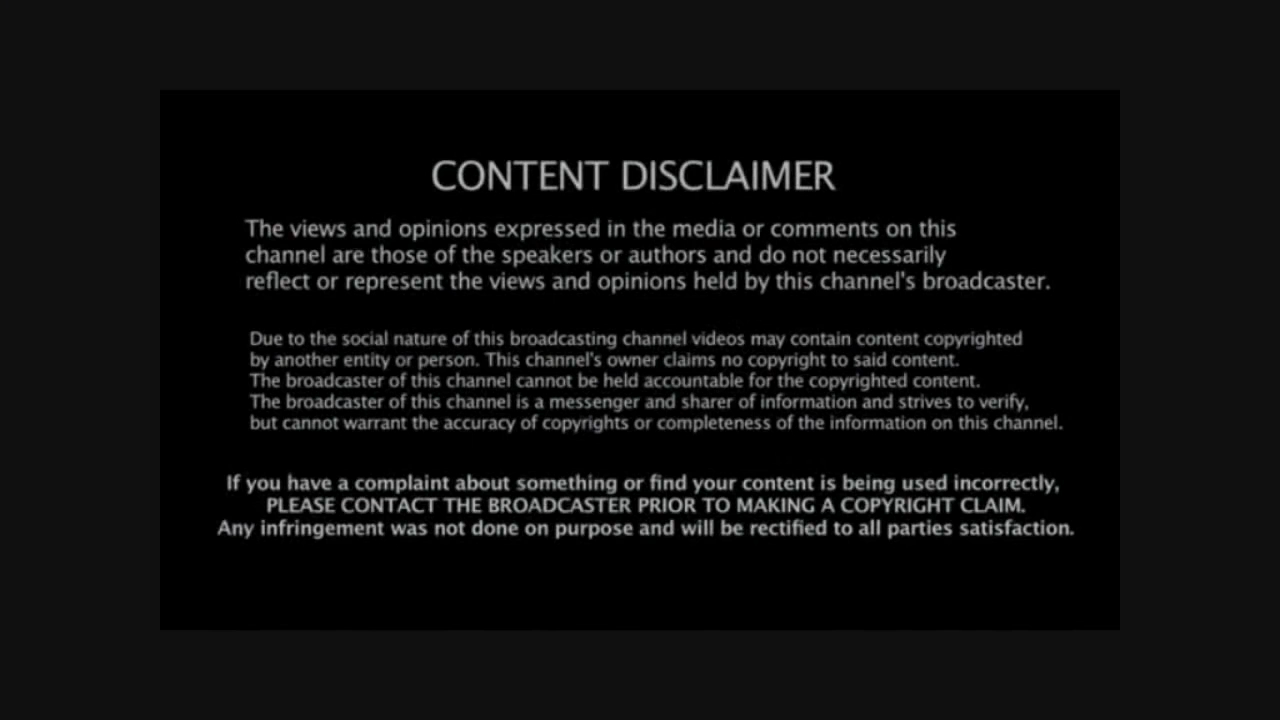 CONTENT DISCLAIMER
The views and opinions expressed in the media or comments on this
channel are those of the speakers or authors and do not necessarily
reflect or represent the views and opinions held by this channel's broadcaster.
Due to the social nature of this broadcasting channel videos may contain content copyrighted
by another entity or person. This channel's owner claims no copyright to said content.
The broadcaster of this channel cannot be held accountable for the copyrighted content.
The broadcaster of this channel is a messenger and sharer of information and strives to verify,
but cannot warrant the accuracy of copyrights or completeness of the information on this channel.
If you have a complaint about something or find your content is being used incorrectly,
PLEASE CONTACT THE BROADCASTER PRIOR TO MAKING A COPYRIGHT CLAIM.
Any infringement was not done on purpose and will be rectified to all parties satisfaction.